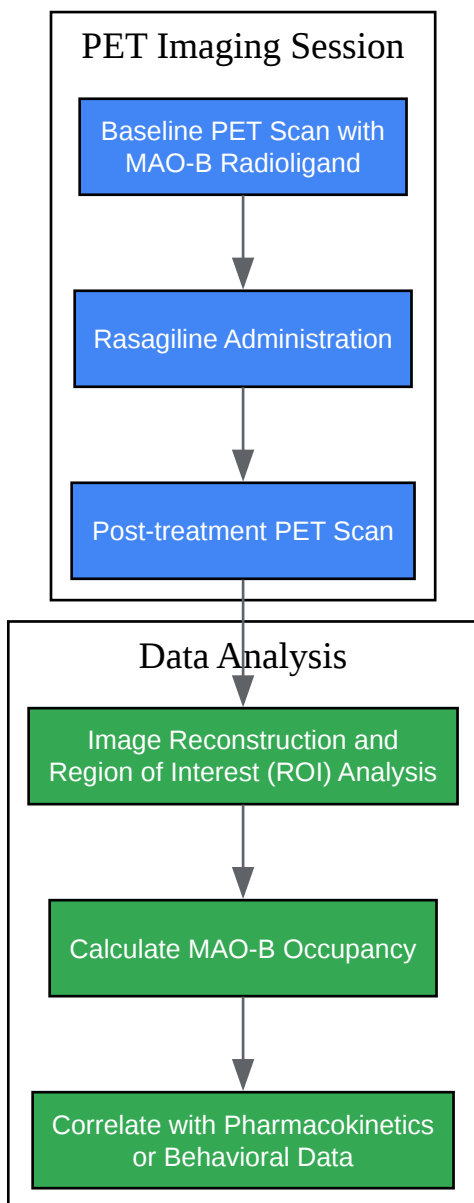 PET Imaging Session
Baseline PET Scan with
MAO-B Radioligand
Rasagiline Administration
Post-treatment PET Scan
Data Analysis
Image Reconstruction and
Region of Interest (ROI) Analysis
Calculate MAO-B Occupancy
Correlate with Pharmacokinetics
or Behavioral Data